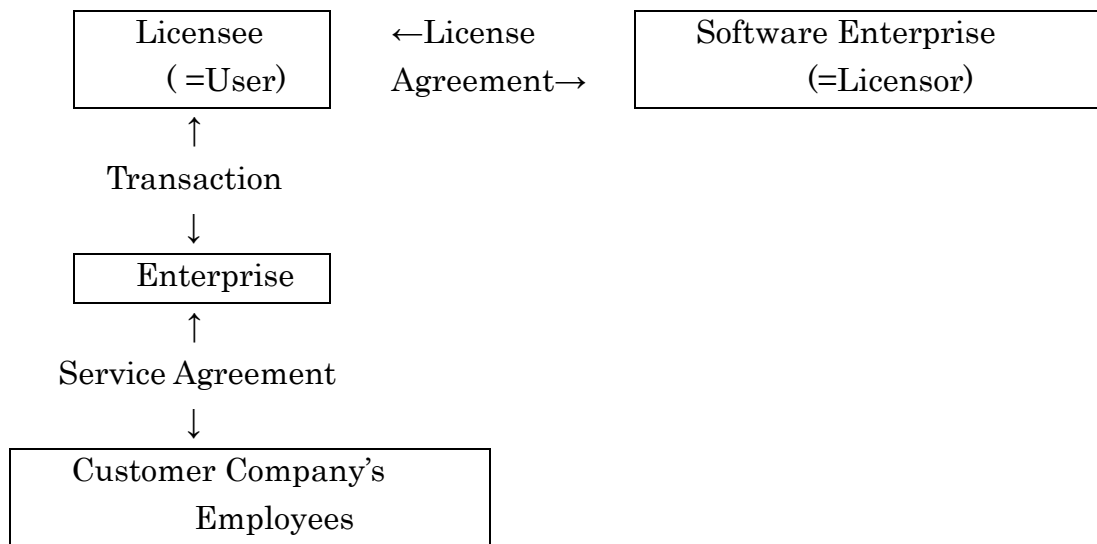 Licensee ←License Software Enterprise
( =User) Agreement→ (=Licensor)
↑
Transaction
↓
Enterprise
↑
Service Agreement
↓
Customer Company’s
Employees